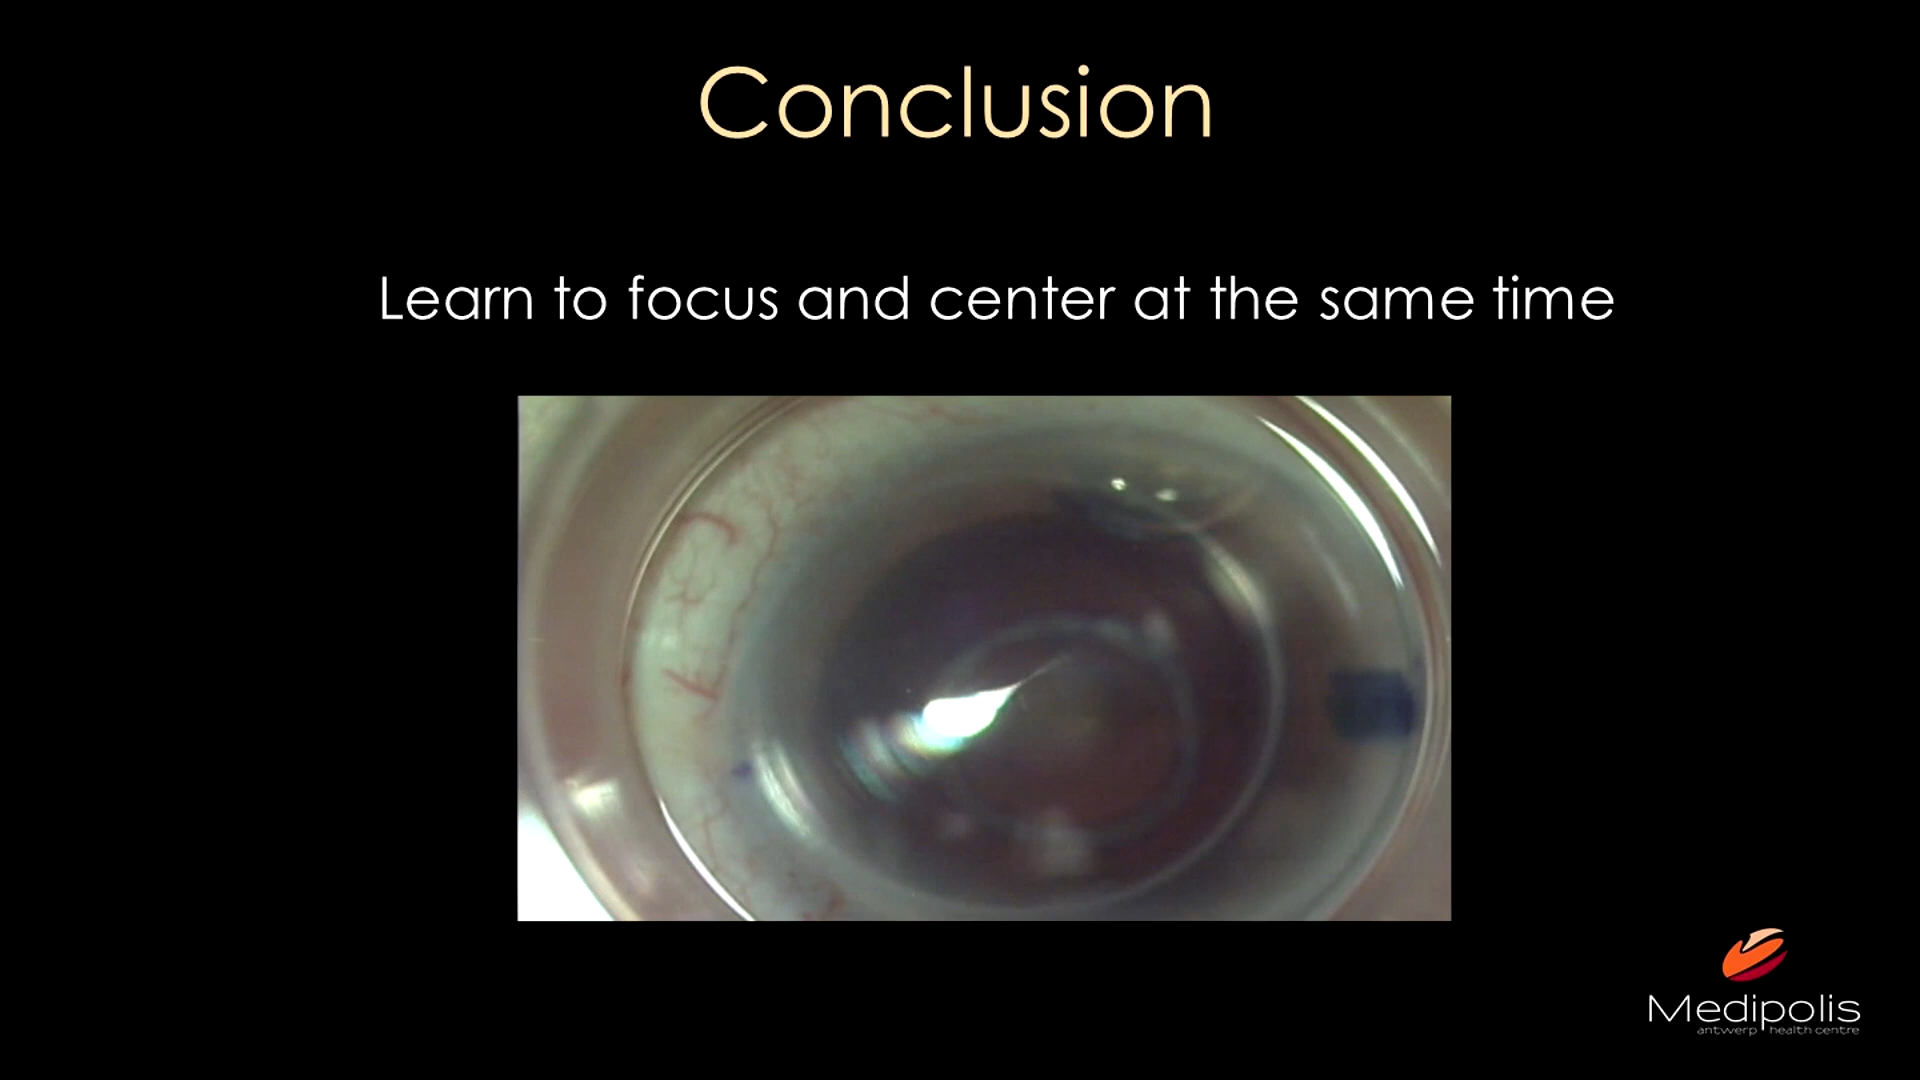 Conclusion
Learn to focus and center at the same time
Medipolis
antwerp health centre